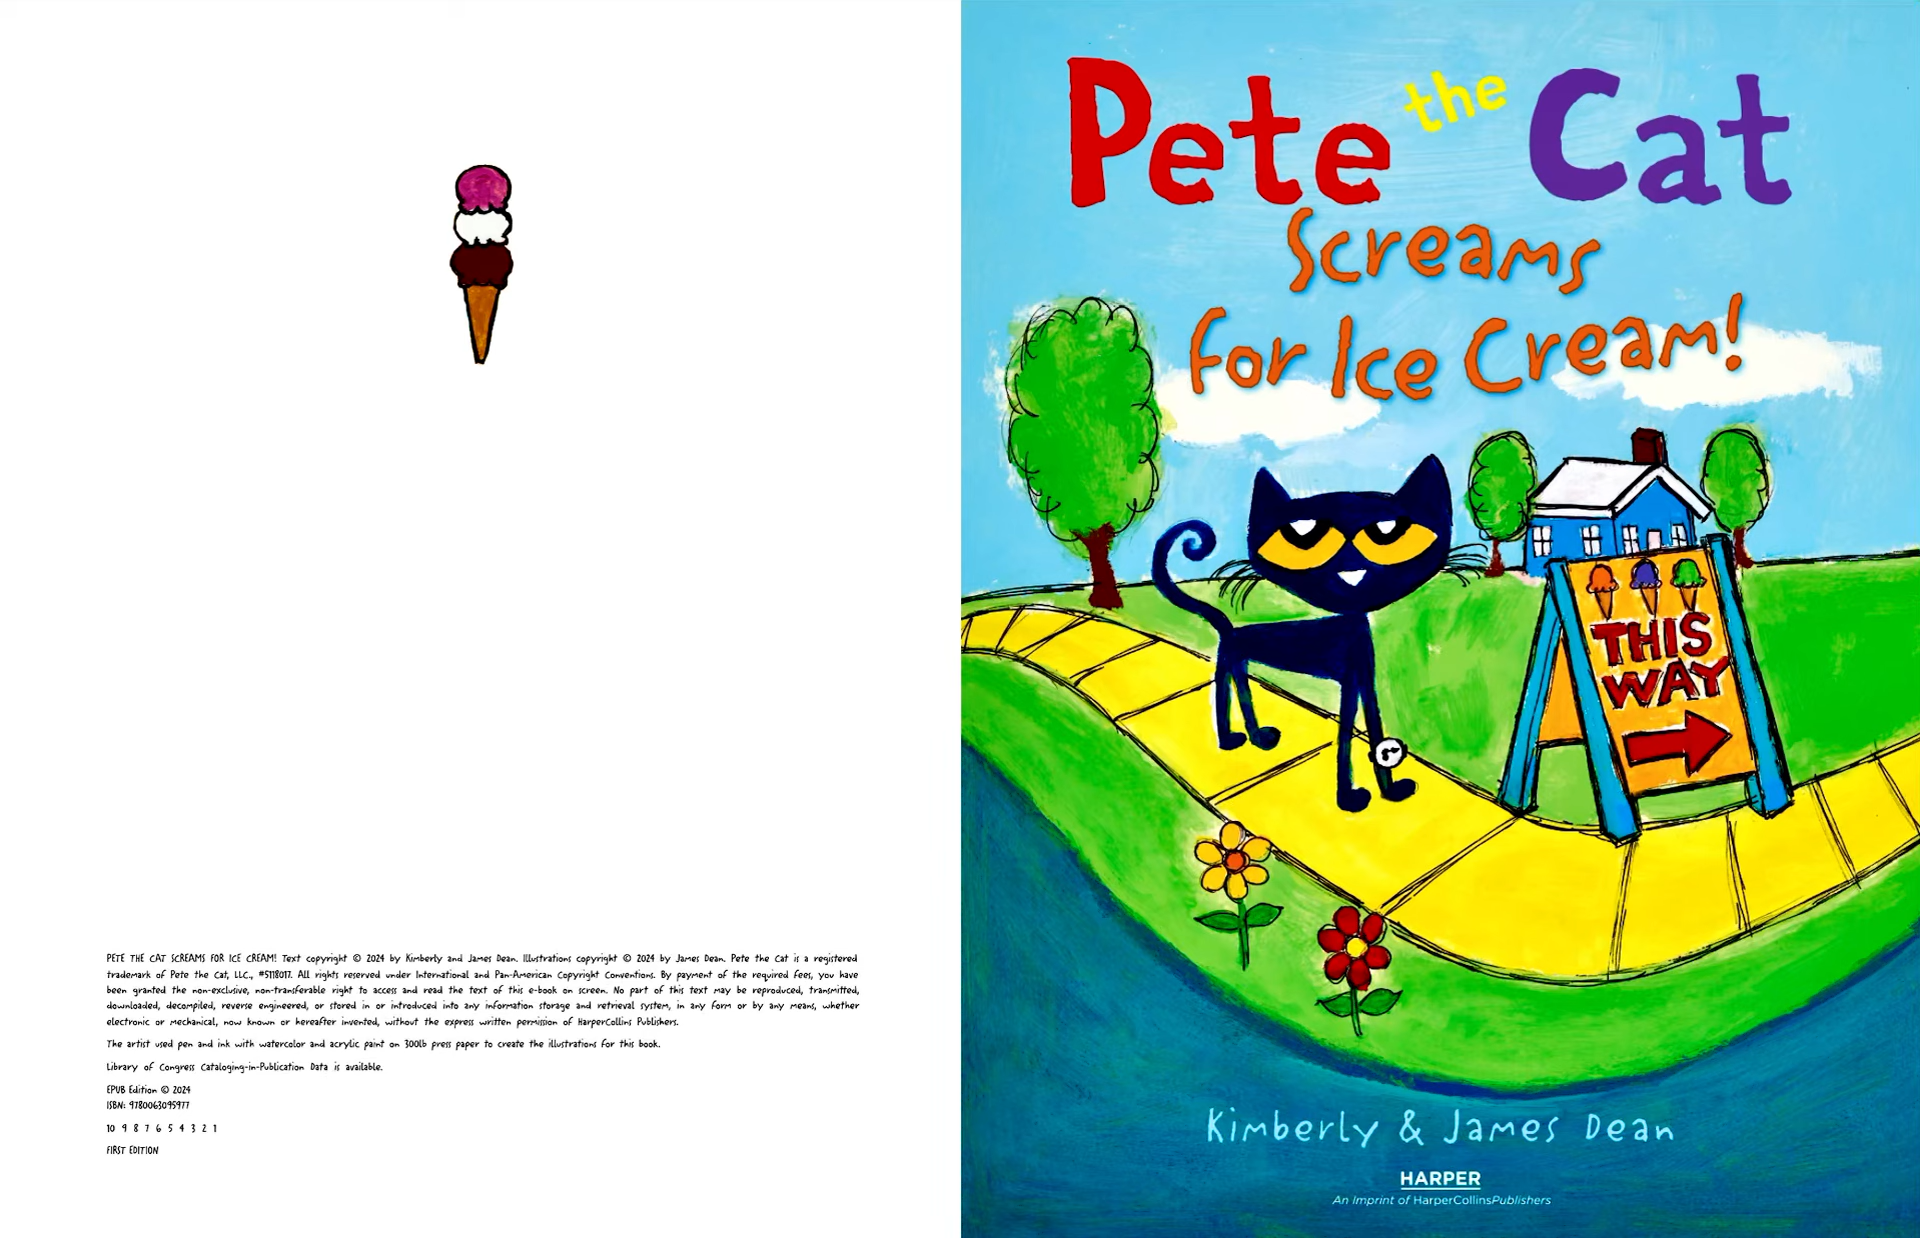 PETE THE CAT SCREAMS FOR ICE CREAM! Text copyright © 2024 by Kimberly and James Dean. Illustrations copyright © 2024 by James Dean. Pete the Cat is a registered
trademark of Pete the Cat, LLC., #5118017. All rights reserved under International and Pan-American Copyright Conventions. By payment of the required fees, you have
been granted the non-exclusive, non-transferable right to access and read the text of this e-book on screen. No part of this text may be reproduced, transmitted,
downloaded, decompiled, reverse engineered, or stored in or introduced into any information storage and retrieval system, in any form or by any means, whether
electronic or mechanical, now known or hereafter invented, without the express written permission of HarperCollins Publishers.
The artist used pen and ink with watercolor and acrylic paint on 300lb press paper to create the illustrations for this book.
Library of Congress Cataloging-in-Publication Data is available.
EPUB Edition © 2024
ISBN: 9780063095977
10 9 8 7 6 5 4 3 2 1
FIRST EDITION
Pete the Cat
Screams
for Ice Cream!
THIS
WAY
Kimberly & James Dean
HARPER
An Imprint of HarperCollinsPublishers